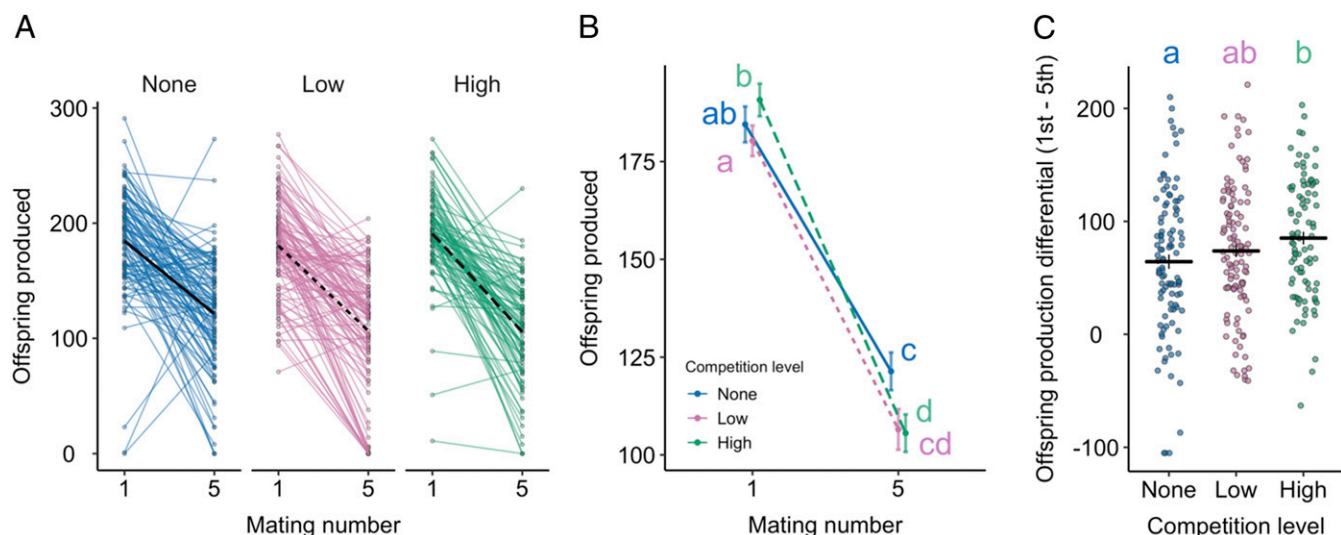 A
None Low High
Offspring produced
300
200
100
0
1 5 1 5 1 5
Mating number
B
Offspring produced
175
150
125
100
ab
b
a
c
d
cd
Competition level
None
Low
High
1 5
Mating number
C
Offspring production differential (1st - 5th)
a ab b
200
100
0
-100
None Low High
Competition level